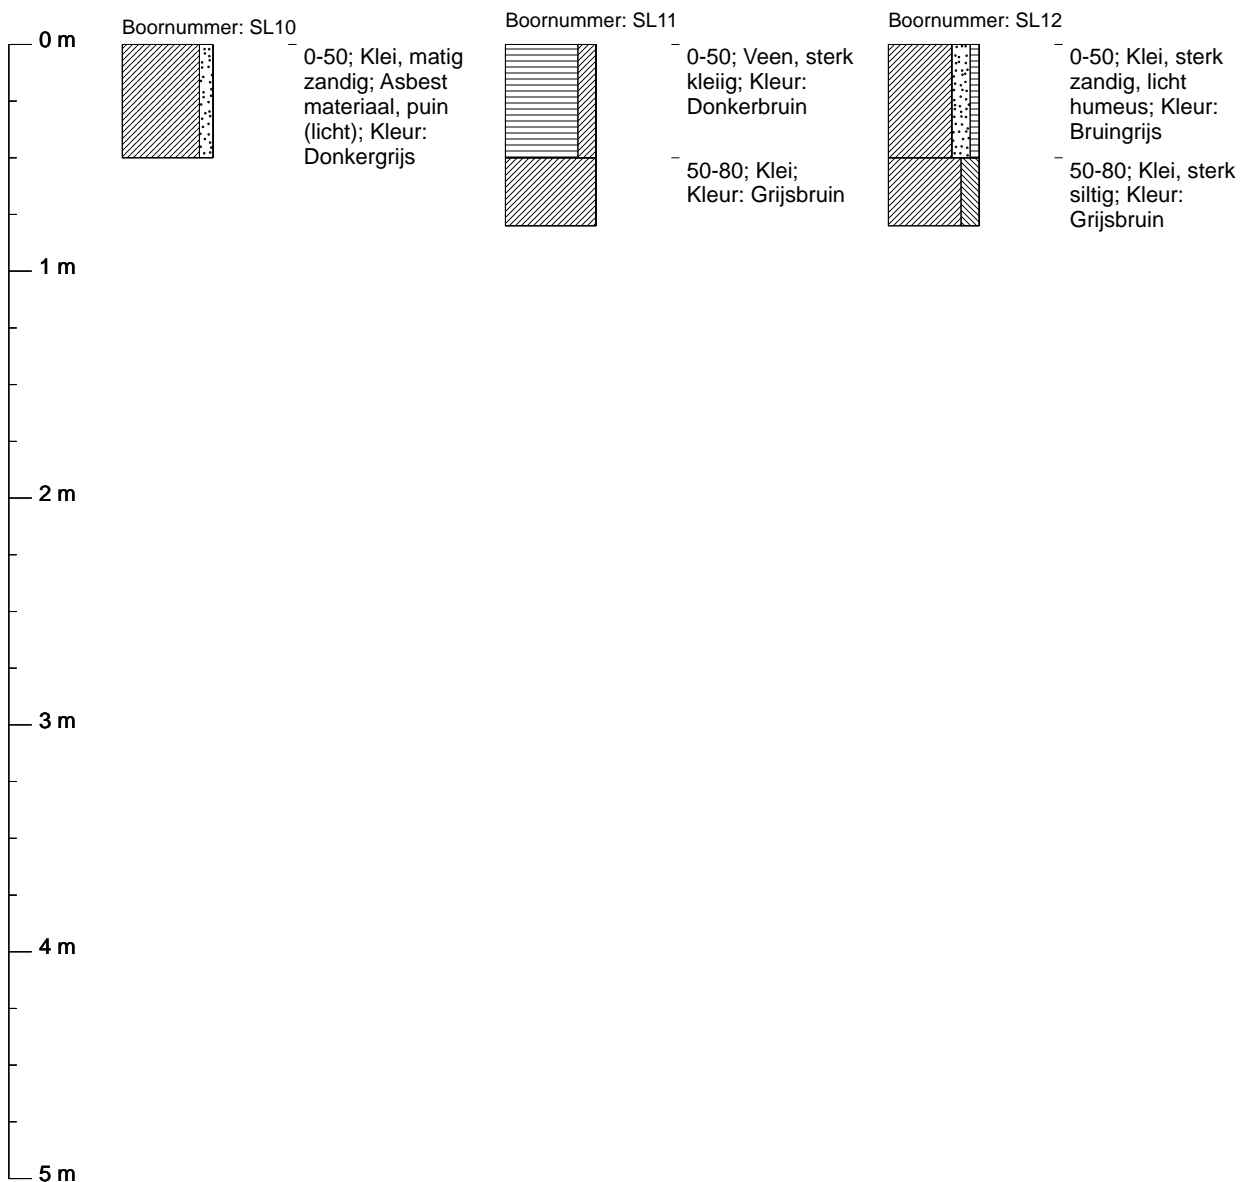 Boornummer: SL10
0-50; Klei, matig
zandig; Asbest
materiaal, puin
(licht); Kleur:
Donkergrijs
Boornummer: SL11
0-50; Veen, sterk
kleiig; Kleur:
Donkerbruin
50-80; Klei;
Kleur: Grijsbruin
Boornummer: SL12
0-50; Klei, sterk
zandig, licht
humeus; Kleur:
Bruingrijs
50-80; Klei, sterk
siltig; Kleur:
Grijsbruin
0 m
1 m
2 m
3 m
4 m
5 m